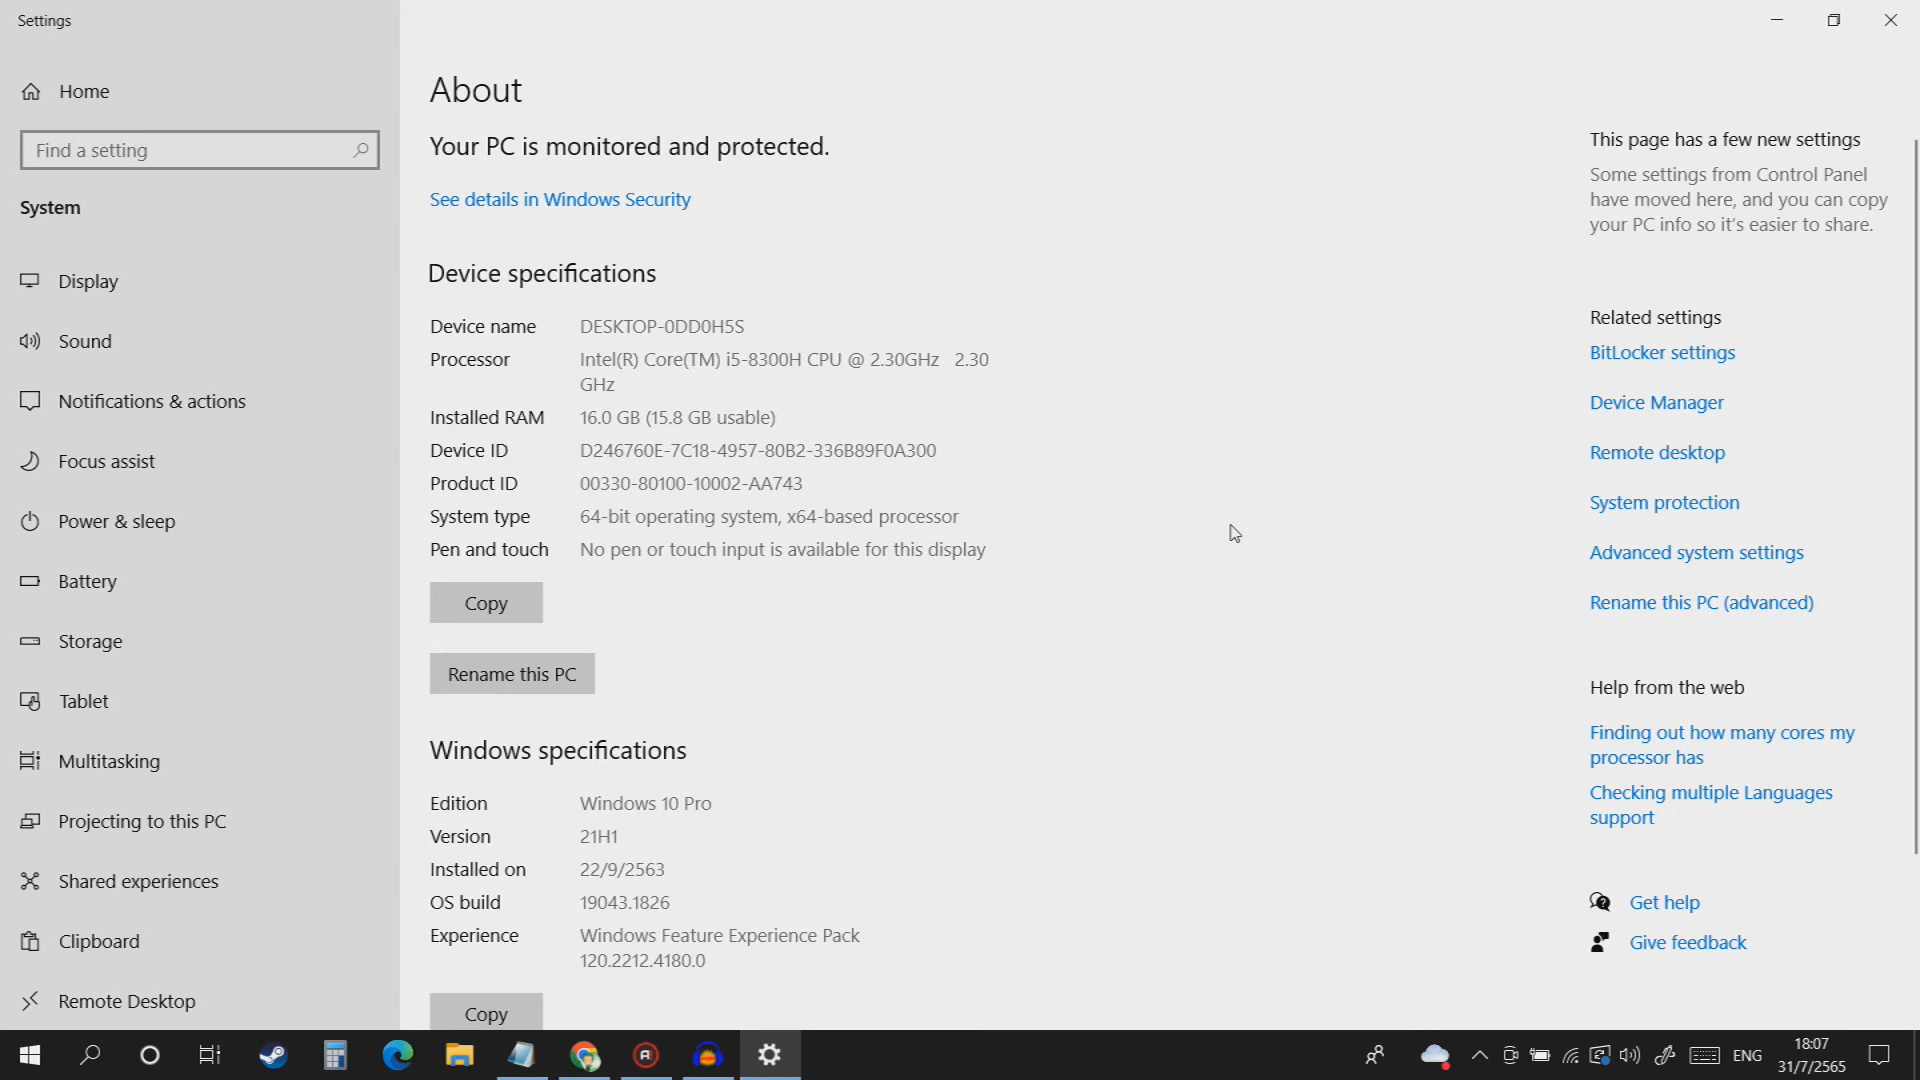 Settings
Home
Find a setting
System
Display
Sound
Notifications & actions
Focus assist
Power & sleep
Battery
Storage
Tablet
Multitasking
Projecting to this PC
Shared experiences
Clipboard
Remote Desktop
About
Your PC is monitored and protected.
See details in Windows Security
Device specifications
Device name DESKTOP-0DD0H5S
Processor Intel(R) Core(TM) i5-8300H CPU @ 2.30GHz 2.30
GHz
Installed RAM 16.0 GB (15.8 GB usable)
Device ID D246760E-7C18-4957-80B2-336B89F0A300
Product ID 00330-80100-10002-AA743
System type 64-bit operating system, x64-based processor
Pen and touch No pen or touch input is available for this display
Copy
Rename this PC
Windows specifications
Edition Windows 10 Pro
Version 21H1
Installed on 22/9/2563
OS build 19043.1826
Experience Windows Feature Experience Pack
120.2212.4180.0
Copy
This page has a few new settings
Some settings from Control Panel
have moved here, and you can copy
your PC info so it's easier to share.
Related settings
BitLocker settings
Device Manager
Remote desktop
System protection
Advanced system settings
Rename this PC (advanced)
Help from the web
Finding out how many cores my
processor has
Checking multiple Languages
support
Get help
Give feedback
ENG
18:07
31/7/2565